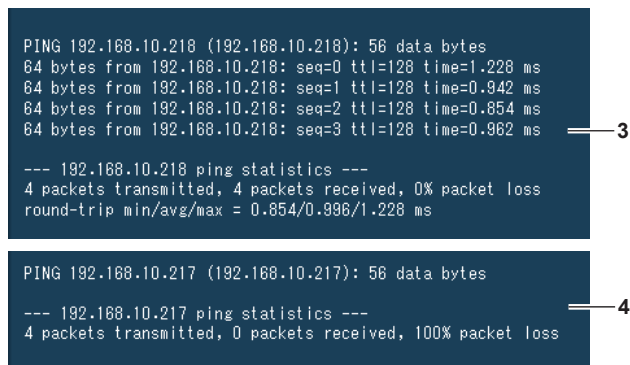 PING 192.168.10.218 (192.168.10.218): 56 data bytes
64 bytes from 192.168.10.218: seq=0 ttl=128 time=1.228 ms
64 bytes from 192.168.10.218: seq=1 ttl=128 time=0.942 ms
64 bytes from 192.168.10.218: seq=2 ttl=128 time=0.854 ms
64 bytes from 192.168.10.218: seq=3 ttl=128 time=0.962 ms
3
--- 192.168.10.218 ping statistics ---
4 packets transmitted, 4 packets received, 0% packet loss
round-trip min/avg/max = 0.854/0.996/1.228 ms
PING 192.168.10.217 (192.168.10.217): 56 data bytes
4
--- 192.168.10.217 ping statistics ---
4 packets transmitted, 0 packets received, 100% packet loss